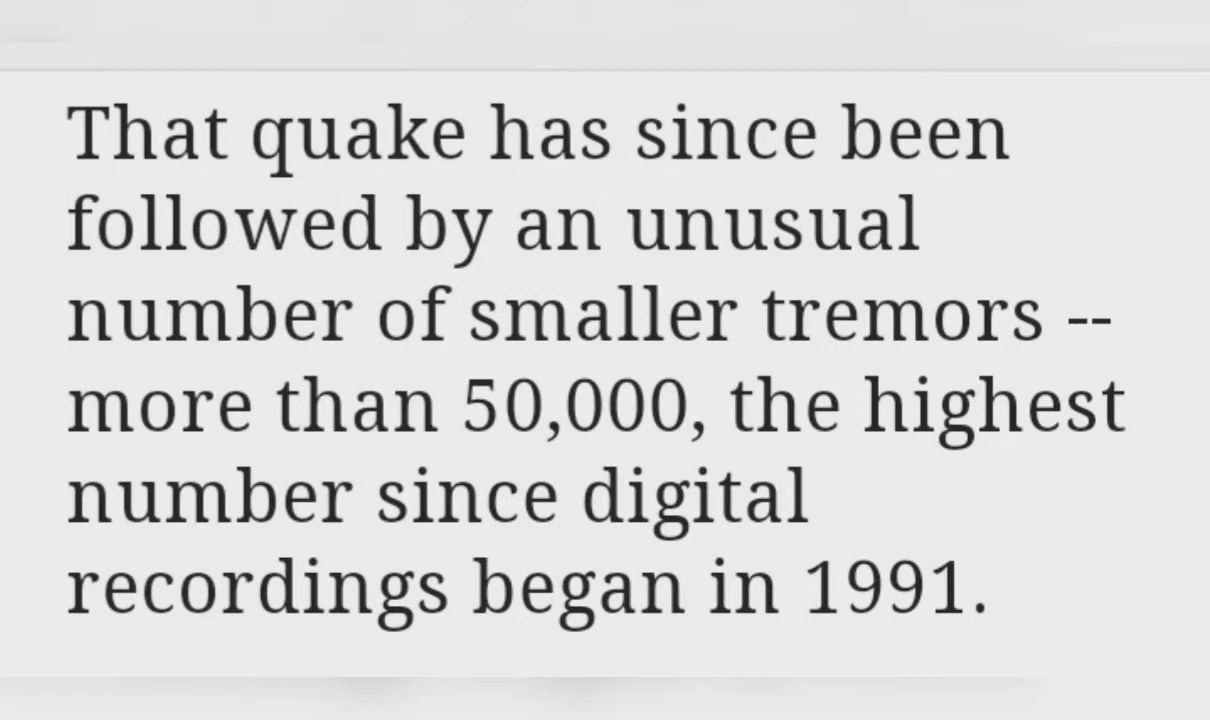 That quake has since been
followed by an unusual
number of smaller tremors --
more than 50,000, the highest
number since digital
recordings began in 1991.